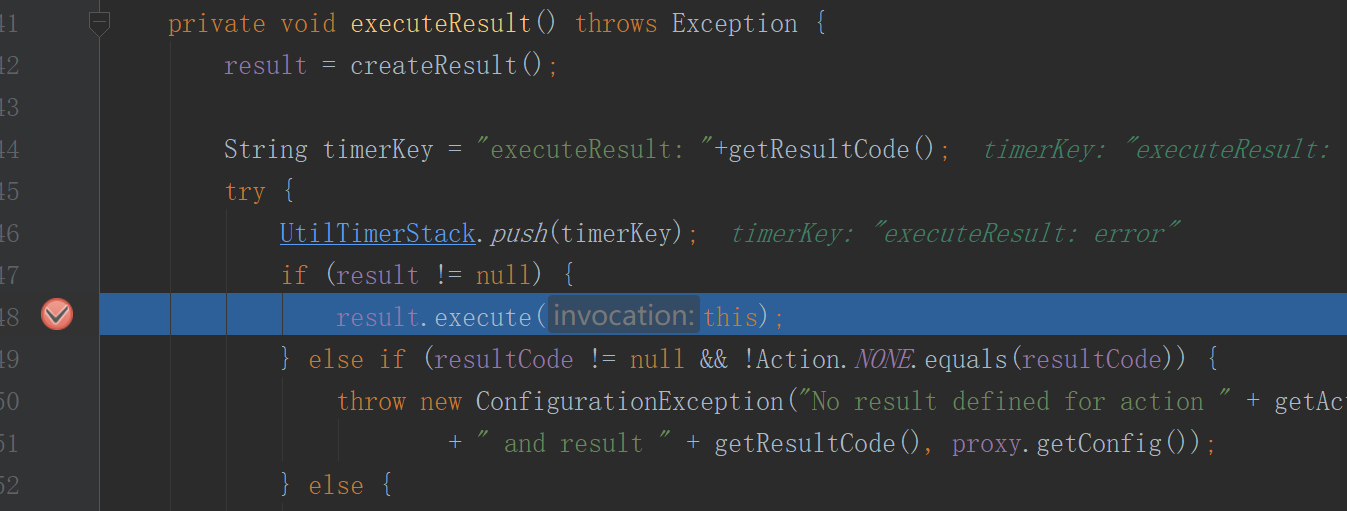 41 private void executeResult() throws Exception {
42 result = createResult();
43
44 String timerKey = "executeResult: "+getResultCode(); timerKey: "executeResult:
45 try {
46 UtilTimerStack.push(timerKey); timerKey: "executeResult: error"
47 if (result != null) {
48 result.execute(invocation: this);
49 } else if (resultCode != null && !Action.NONE.equals(resultCode)) {
50 throw new ConfigurationException("No result defined for action " + getAc
51 + " and result " + getResultCode(), proxy.getConfig());
52 } else {